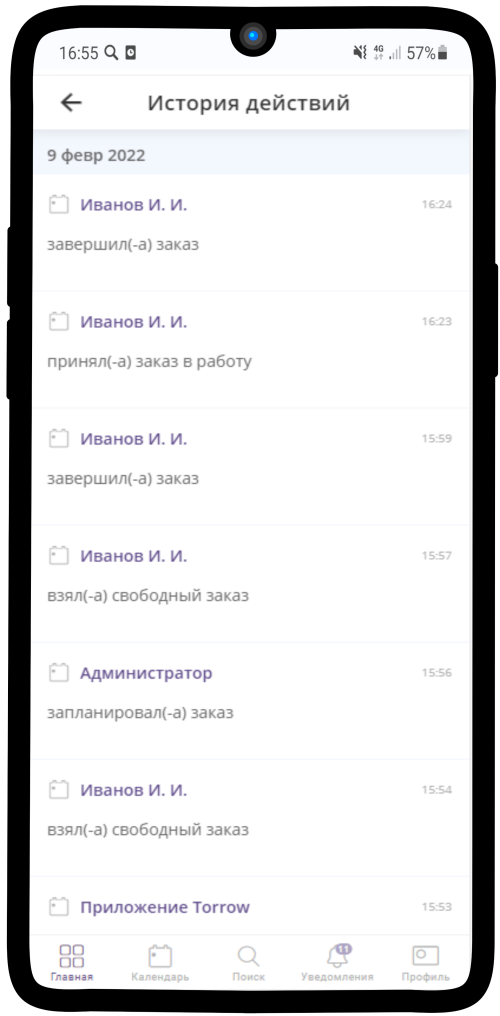 16:55 4G 57%
История действий
9 февр 2022
Иванов И. И. 16:24
завершил(-а) заказ
Иванов И. И. 16:23
принял(-а) заказ в работу
Иванов И. И. 15:59
завершил(-а) заказ
Иванов И. И. 15:57
взял(-а) свободный заказ
Администратор 15:56
запланировал(-а) заказ
Иванов И. И. 15:54
взял(-а) свободный заказ
Приложение Torrow 15:53
11
Главная Календарь Поиск Уведомления Профиль